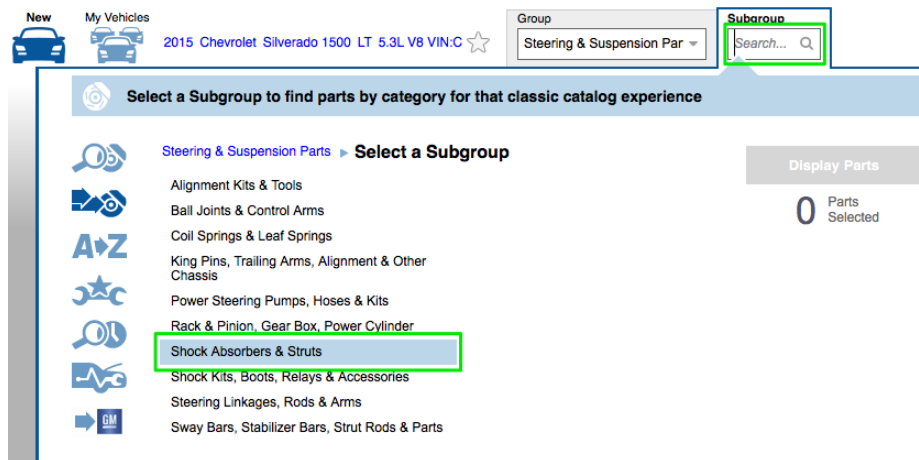 New
My Vehicles
2015 Chevrolet Silverado 1500 LT 5.3L V8 VIN:C
Group
Steering & Suspension Par
Subgroup
Search...
Select a Subgroup to find parts by category for that classic catalog experience
Steering & Suspension Parts ▶ Select a Subgroup
Alignment Kits & Tools
Ball Joints & Control Arms
Coil Springs & Leaf Springs
King Pins, Trailing Arms, Alignment & Other
Chassis
Power Steering Pumps, Hoses & Kits
Rack & Pinion, Gear Box, Power Cylinder
Shock Absorbers & Struts
Shock Kits, Boots, Relays & Accessories
Steering Linkages, Rods & Arms
Sway Bars, Stabilizer Bars, Strut Rods & Parts
Display Parts
0 Parts
Selected
A Z
GM